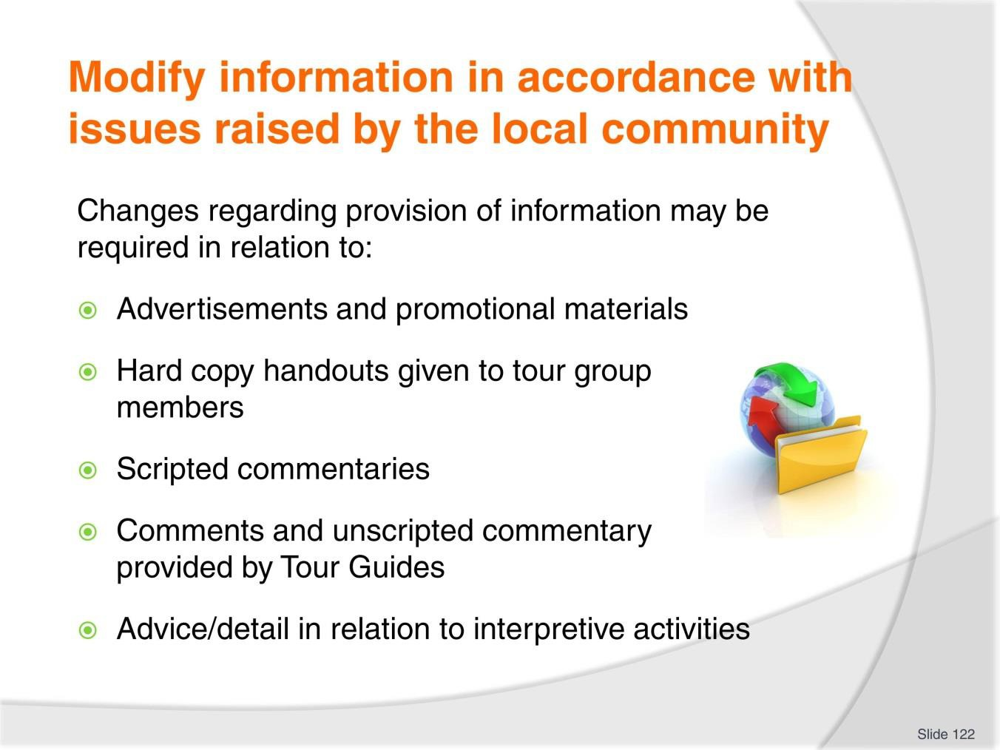 Modify information in accordance with
issues raised by the local community
Changes regarding provision of information may be
required in relation to:
Advertisements and promotional materials
Hard copy handouts given to tour group
members
Scripted commentaries
Comments and unscripted commentary
provided by Tour Guides
Advice/detail in relation to interpretive activities
Slide 122